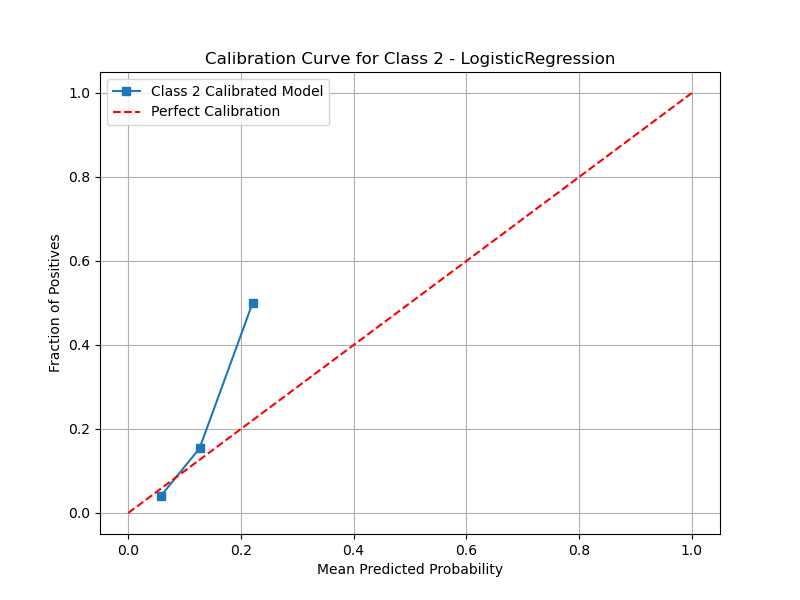 Calibration Curve for Class 2 - LogisticRegression
Class 2 Calibrated Model
Perfect Calibration
1.0
0.8
0.6
0.4
0.2
0.0
Fraction of Positives
0.0 0.2 0.4 0.6 0.8 1.0
Mean Predicted Probability